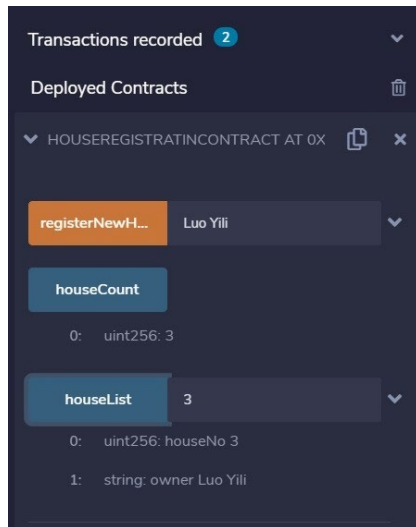 Transactions recorded 2
Deployed Contracts
HOUSEREGISTRATINCONTRACT AT 0X
registerNewH... Luo Yili
houseCount
0: uint256: 3
houseList 3
0: uint256: houseNo 3
1: string: owner Luo Yili